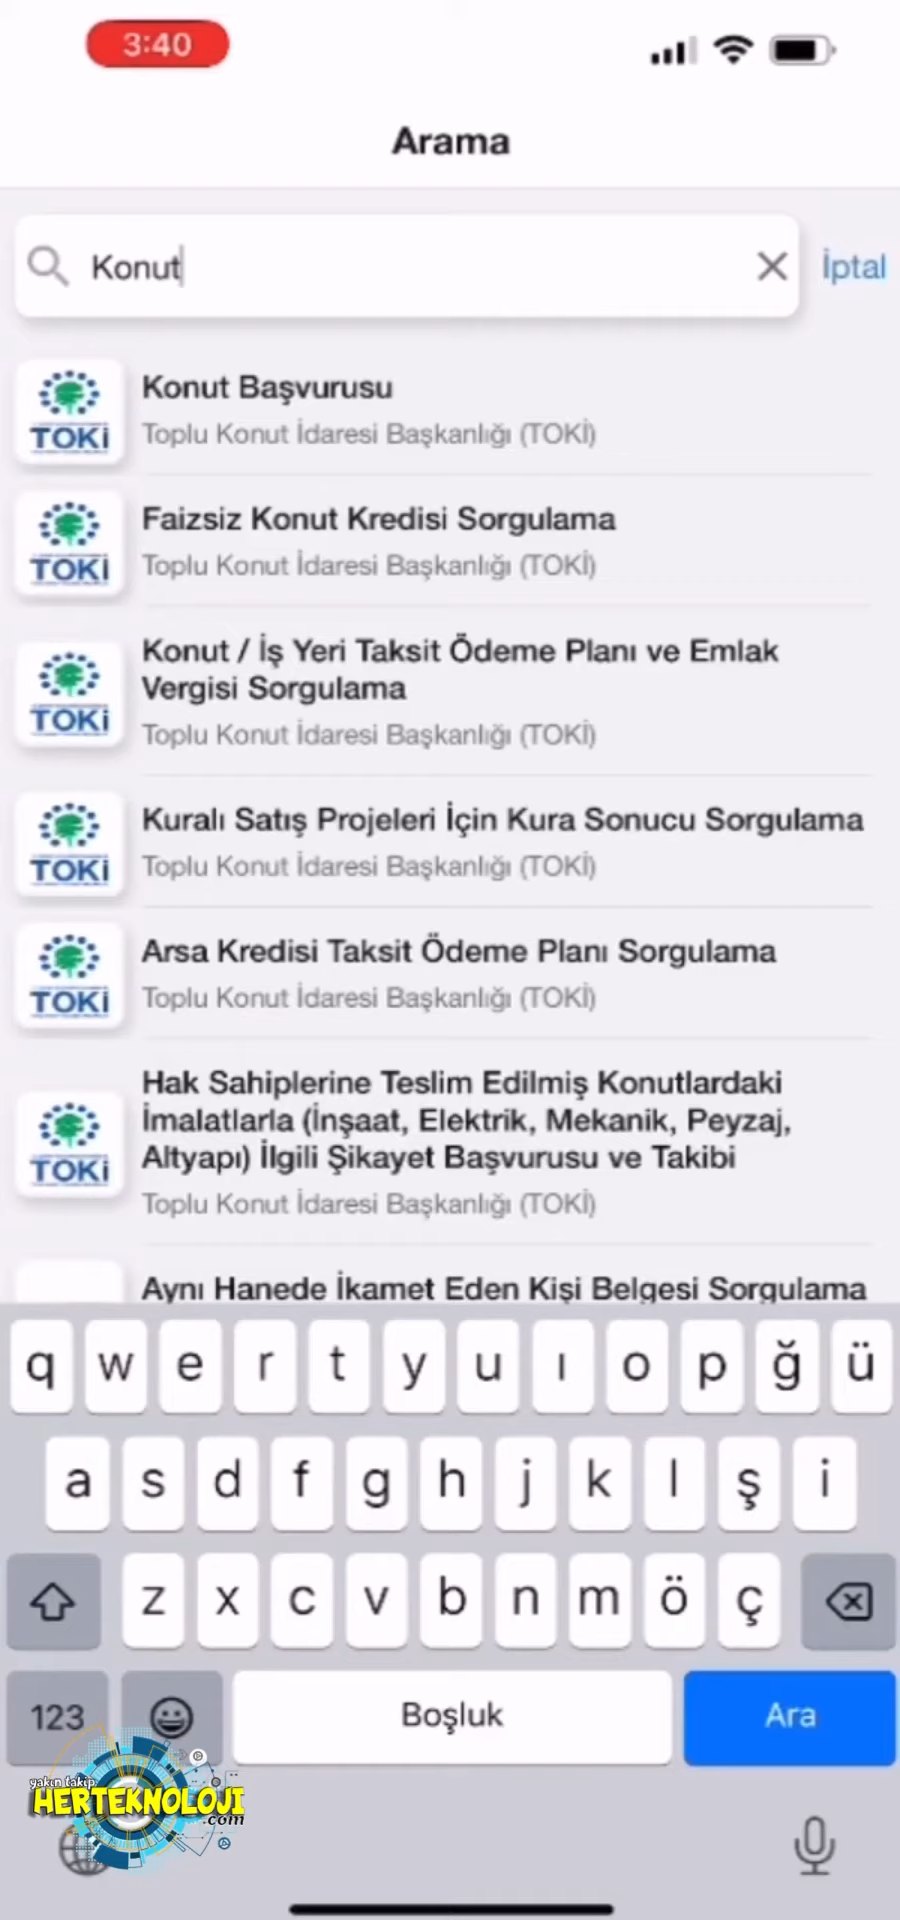 3:40
Arama
Konut
İptal
TOKİ
Konut Başvurusu
Toplu Konut İdaresi Başkanlığı (TOKİ)
TOKİ
Faizsiz Konut Kredisi Sorgulama
Toplu Konut İdaresi Başkanlığı (TOKİ)
TOKİ
Konut / İş Yeri Taksit Ödeme Planı ve Emlak
Vergisi Sorgulama
Toplu Konut İdaresi Başkanlığı (TOKİ)
TOKİ
Kuralı Satış Projeleri İçin Kura Sonucu Sorgulama
Toplu Konut İdaresi Başkanlığı (TOKİ)
TOKİ
Arsa Kredisi Taksit Ödeme Planı Sorgulama
Toplu Konut İdaresi Başkanlığı (TOKİ)
TOKİ
Hak Sahiplerine Teslim Edilmiş Konutlardaki
İmalatlarla (İnşaat, Elektrik, Mekanik, Peyzaj,
Altyapı) İlgili Şikayet Başvurusu ve Takibi
Toplu Konut İdaresi Başkanlığı (TOKİ)
Aynı Hanede İkamet Eden Kişi Belgesi Sorgulama
q w e r t y u ı o p ğ ü
a s d f g h j k l ş i
z x c v b n m ö ç
123 Boşluk Ara
yakın takip
HERTEKNOLOJI
.com